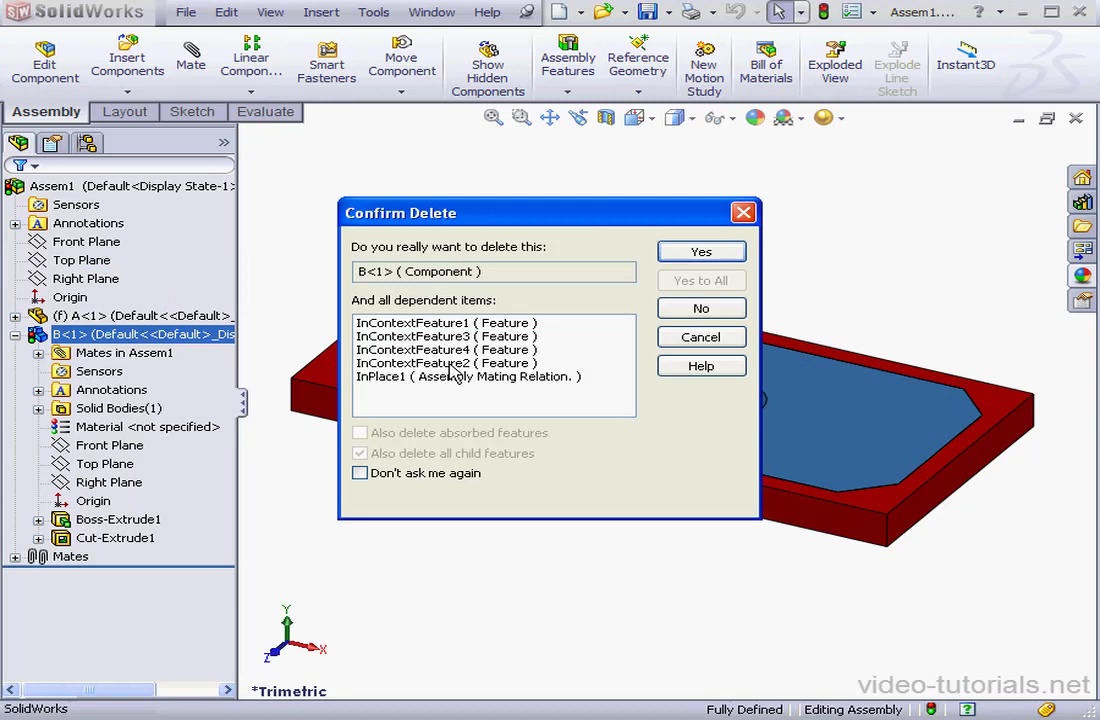 SolidWorks
File Edit View Insert Tools Window Help
Assem1....
Edit Component
Insert Components
Mate
Linear Compon...
Smart Fasteners
Move Component
Show Hidden Components
Assembly Features
Reference Geometry
New Motion Study
Bill of Materials
Exploded View
Explode Line Sketch
Instant3D
Assembly Layout Sketch Evaluate
Assem1 (Default<Display State-1>
Sensors
Annotations
Front Plane
Top Plane
Right Plane
Origin
(f) A<1> (Default<<Default>_
B<1> (Default<<Default>_Dis
Mates in Assem1
Sensors
Annotations
Solid Bodies(1)
Material <not specified>
Front Plane
Top Plane
Right Plane
Origin
Boss-Extrude1
Cut-Extrude1
Mates
Confirm Delete
Do you really want to delete this:
B<1> ( Component )
And all dependent items:
InContextFeature1 ( Feature )
InContextFeature3 ( Feature )
InContextFeature4 ( Feature )
InContextFeature2 ( Feature )
InPlace1 ( Assembly Mating Relation. )
Also delete absorbed features
Also delete all child features
Don't ask me again
Yes
Yes to All
No
Cancel
Help
Y
X
Z
*Trimetric
video-tutorials.net
SolidWorks
Fully Defined
Editing Assembly